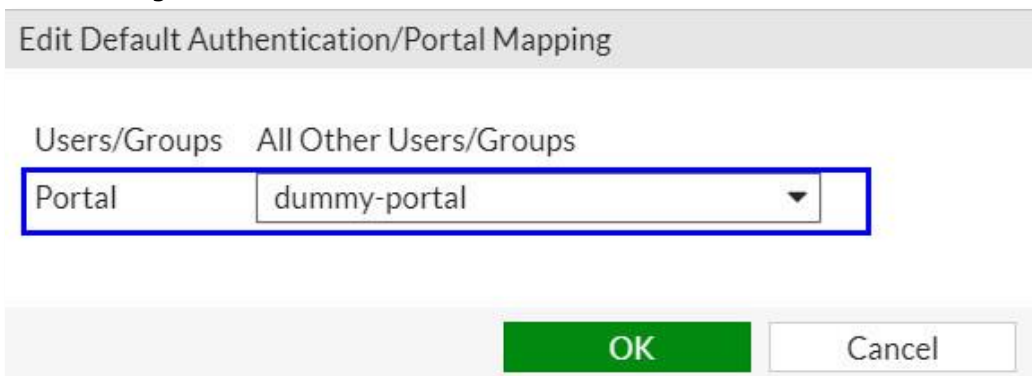 Edit Default Authentication/Portal Mapping
Users/Groups All Other Users/Groups
Portal dummy-portal
OK Cancel